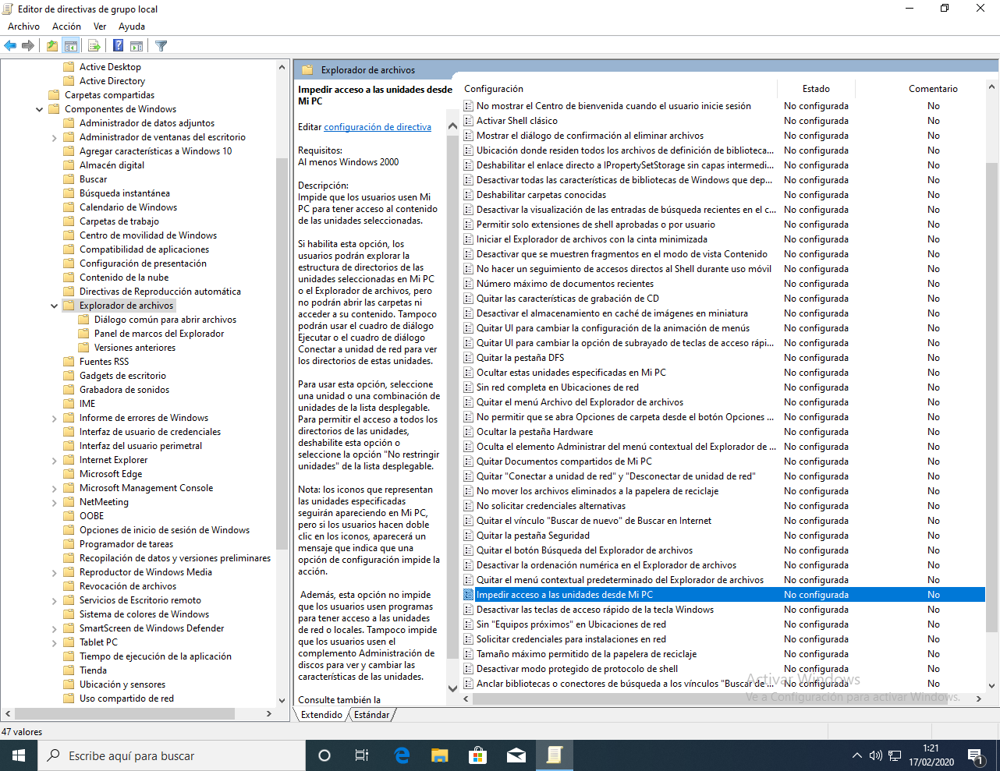 Editor de directivas de grupo local
Archivo Acción Ver Ayuda
Active Desktop
Active Directory
Carpetas compartidas
Componentes de Windows
Administrador de datos adjuntos
Administrador de ventanas del escritorio
Agregar características a Windows 10
Almacén digital
Buscar
Búsqueda instantánea
Calendario de Windows
Carpetas de trabajo
Centro de movilidad de Windows
Compatibilidad de aplicaciones
Configuración de presentación
Contenido de la nube
Directivas de Reproducción automática
Explorador de archivos
Diálogo común para abrir archivos
Panel de marcos del Explorador
Versiones anteriores
Fuentes RSS
Gadgets de escritorio
Grabadora de sonidos
IME
Informe de errores de Windows
Interfaz de usuario de credenciales
Interfaz del usuario perimetral
Internet Explorer
Microsoft Edge
Microsoft Management Console
NetMeeting
OOBE
Opciones de inicio de sesión de Windows
Programador de tareas
Recopilación de datos y versiones preliminares
Reproductor de Windows Media
Revocación de archivos
Servicios de Escritorio remoto
Sistema de colores de Windows
SmartScreen de Windows Defender
Tablet PC
Tiempo de ejecución de la aplicación
Tienda
Ubicación y sensores
Uso compartido de red
Explorador de archivos
Impedir acceso a las unidades desde
Mi PC
Editar configuración de directiva
Requisitos:
Al menos Windows 2000
Descripción:
Impide que los usuarios usen Mi
PC para tener acceso al contenido
de las unidades seleccionadas.
Si habilita esta opción, los
usuarios podrán explorar la
estructura de directorios de las
unidades seleccionadas en Mi PC
o el Explorador de archivos, pero
no podrán abrir las carpetas ni
acceder a su contenido. Tampoco
podrán usar el cuadro de diálogo
Ejecutar o el cuadro de diálogo
Conectar a unidad de red para ver
los directorios de estas unidades.
Para usar esta opción, seleccione
una unidad o una combinación de
unidades de la lista desplegable.
Para permitir el acceso a todos los
directorios de las unidades,
deshabilite esta opción o
seleccione la opción "No restringir
unidades" de la lista desplegable.
Nota: los iconos que representan
las unidades especificadas
seguirán apareciendo en Mi PC,
pero si los usuarios hacen doble
clic en los iconos, aparecerá un
mensaje que indica que una
opción de configuración impide la
acción.
Además, esta opción no impide
que los usuarios usen programas
para tener acceso a las unidades
de red o locales. Tampoco impide
que los usuarios usen el
complemento Administración de
discos para ver y cambiar las
características de las unidades.
Consulte también la
Configuración Estado Comentario
No mostrar el Centro de bienvenida cuando el usuario inicie sesión No configurada No
Activar Shell clásico No configurada No
Mostrar el diálogo de confirmación al eliminar archivos No configurada No
Ubicación donde residen todos los archivos de definición de biblioteca... No configurada No
Deshabilitar el enlace directo a IPropertySetStorage sin capas intermedi... No configurada No
Desactivar todas las características de bibliotecas de Windows que dep... No configurada No
Deshabilitar carpetas conocidas No configurada No
Desactivar la visualización de las entradas de búsqueda recientes en el c... No configurada No
Permitir solo extensiones de shell aprobadas o por usuario No configurada No
Iniciar el Explorador de archivos con la cinta minimizada No configurada No
Desactivar que se muestren fragmentos en el modo de vista Contenido No configurada No
No hacer un seguimiento de accesos directos al Shell durante uso móvil No configurada No
Número máximo de documentos recientes No configurada No
Quitar las características de grabación de CD No configurada No
Desactivar el almacenamiento en caché de imágenes en miniatura No configurada No
Quitar UI para cambiar la configuración de la animación de menús No configurada No
Quitar UI para cambiar la opción de subrayado de teclas de acceso rápi... No configurada No
Quitar la pestaña DFS No configurada No
Ocultar estas unidades especificadas en Mi PC No configurada No
Sin red completa en Ubicaciones de red No configurada No
Quitar el menú Archivo del Explorador de archivos No configurada No
No permitir que se abra Opciones de carpeta desde el botón Opciones ... No configurada No
Ocultar la pestaña Hardware No configurada No
Oculta el elemento Administrar del menú contextual del Explorador de ... No configurada No
Quitar Documentos compartidos de Mi PC No configurada No
Quitar "Conectar a unidad de red" y "Desconectar de unidad de red" No configurada No
No mover los archivos eliminados a la papelera de reciclaje No configurada No
No solicitar credenciales alternativas No configurada No
Quitar el vínculo "Buscar de nuevo" de Buscar en Internet No configurada No
Quitar la pestaña Seguridad No configurada No
Quitar el botón Búsqueda del Explorador de archivos No configurada No
Desactivar la ordenación numérica en el Explorador de archivos No configurada No
Quitar el menú contextual predeterminado del Explorador de archivos No configurada No
Impedir acceso a las unidades desde Mi PC No configurada No
Desactivar las teclas de acceso rápido de la tecla Windows No configurada No
Sin "Equipos próximos" en Ubicaciones de red No configurada No
Solicitar credenciales para instalaciones en red No configurada No
Tamaño máximo permitido de la papelera de reciclaje No configurada No
Desactivar modo protegido de protocolo de shell No configurada No
Anclar bibliotecas o conectores de búsqueda a los vínculos "Buscar de ... No configurada No
Activar Windows
Ve a Configuración para activar Windows.
Extendido Estándar
47 valores
Escribe aquí para buscar
1:21
17/02/2020
1